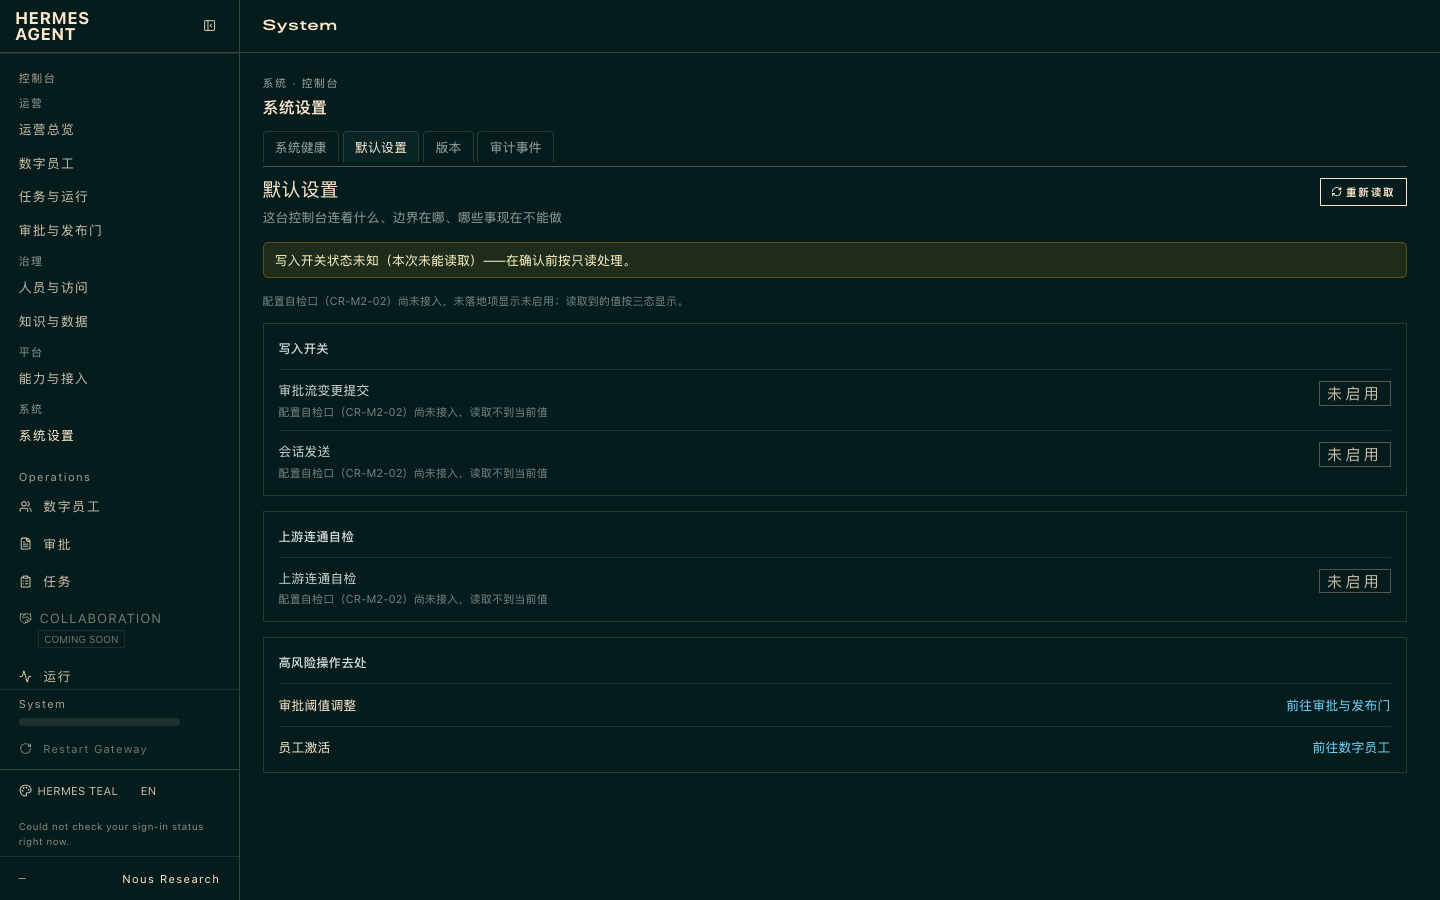 HERMES
AGENT
控制台
运营
运营总览
数字员工
任务与运行
审批与发布门
治理
人员与访问
知识与数据
平台
能力与接入
系统
系统设置
Operations
数字员工
审批
任务
COLLABORATION
COMING SOON
运行
System
Restart Gateway
HERMES TEAL EN
Could not check your sign-in status
right now.
— Nous Research
System
系统 · 控制台
系统设置
系统健康 默认设置 版本 审计事件
默认设置
重新读取
这台控制台连着什么、边界在哪、哪些事现在不能做
写入开关状态未知（本次未能读取）——在确认前按只读处理。
配置自检口（CR-M2-02）尚未接入，未落地项显示未启用；读取到的值按三态显示。
写入开关
审批流变更提交
未启用
配置自检口（CR-M2-02）尚未接入，读取不到当前值
会话发送
未启用
配置自检口（CR-M2-02）尚未接入，读取不到当前值
上游连通自检
上游连通自检
未启用
配置自检口（CR-M2-02）尚未接入，读取不到当前值
高风险操作去处
审批阈值调整 前往审批与发布门
员工激活 前往数字员工